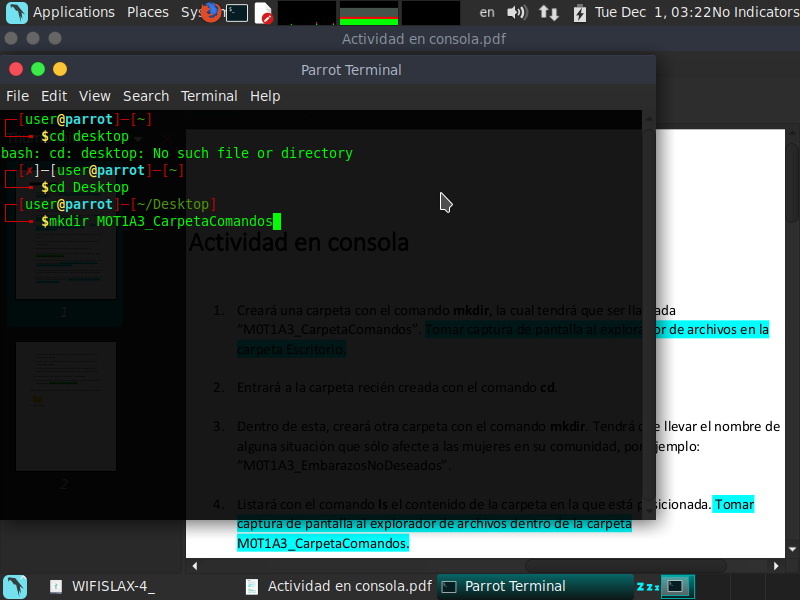 Applications Places Sys
en Tue Dec 1, 03:22No Indicators
Actividad en consola.pdf
Parrot Terminal
File Edit View Search Terminal Help
┌─[user@parrot]─[~]
└──╼ $cd desktop
bash: cd: desktop: No such file or directory
┌─[✗]─[user@parrot]─[~]
└──╼ $cd Desktop
┌─[user@parrot]─[~/Desktop]
└──╼ $mkdir MOT1A3_CarpetaComandos
Actividad en consola
1. Creará una carpeta con el comando mkdir, la cual tendrá que ser llamada
"M0T1A3_CarpetaComandos". Tomar captura de pantalla al explorador de archivos en la
carpeta Escritorio.
2. Entrará a la carpeta recién creada con el comando cd.
3. Dentro de esta, creará otra carpeta con el comando mkdir. Tendrá que llevar el nombre de
alguna situación que sólo afecte a las mujeres en su comunidad, por ejemplo:
"M0T1A3_EmbarazosNoDeseados".
4. Listará con el comando ls el contenido de la carpeta en la que está posicionada. Tomar
captura de pantalla al explorador de archivos dentro de la carpeta
M0T1A3_CarpetaComandos.
1
2
WIFISLAX-4_ Actividad en consola.pdf Parrot Terminal zzz